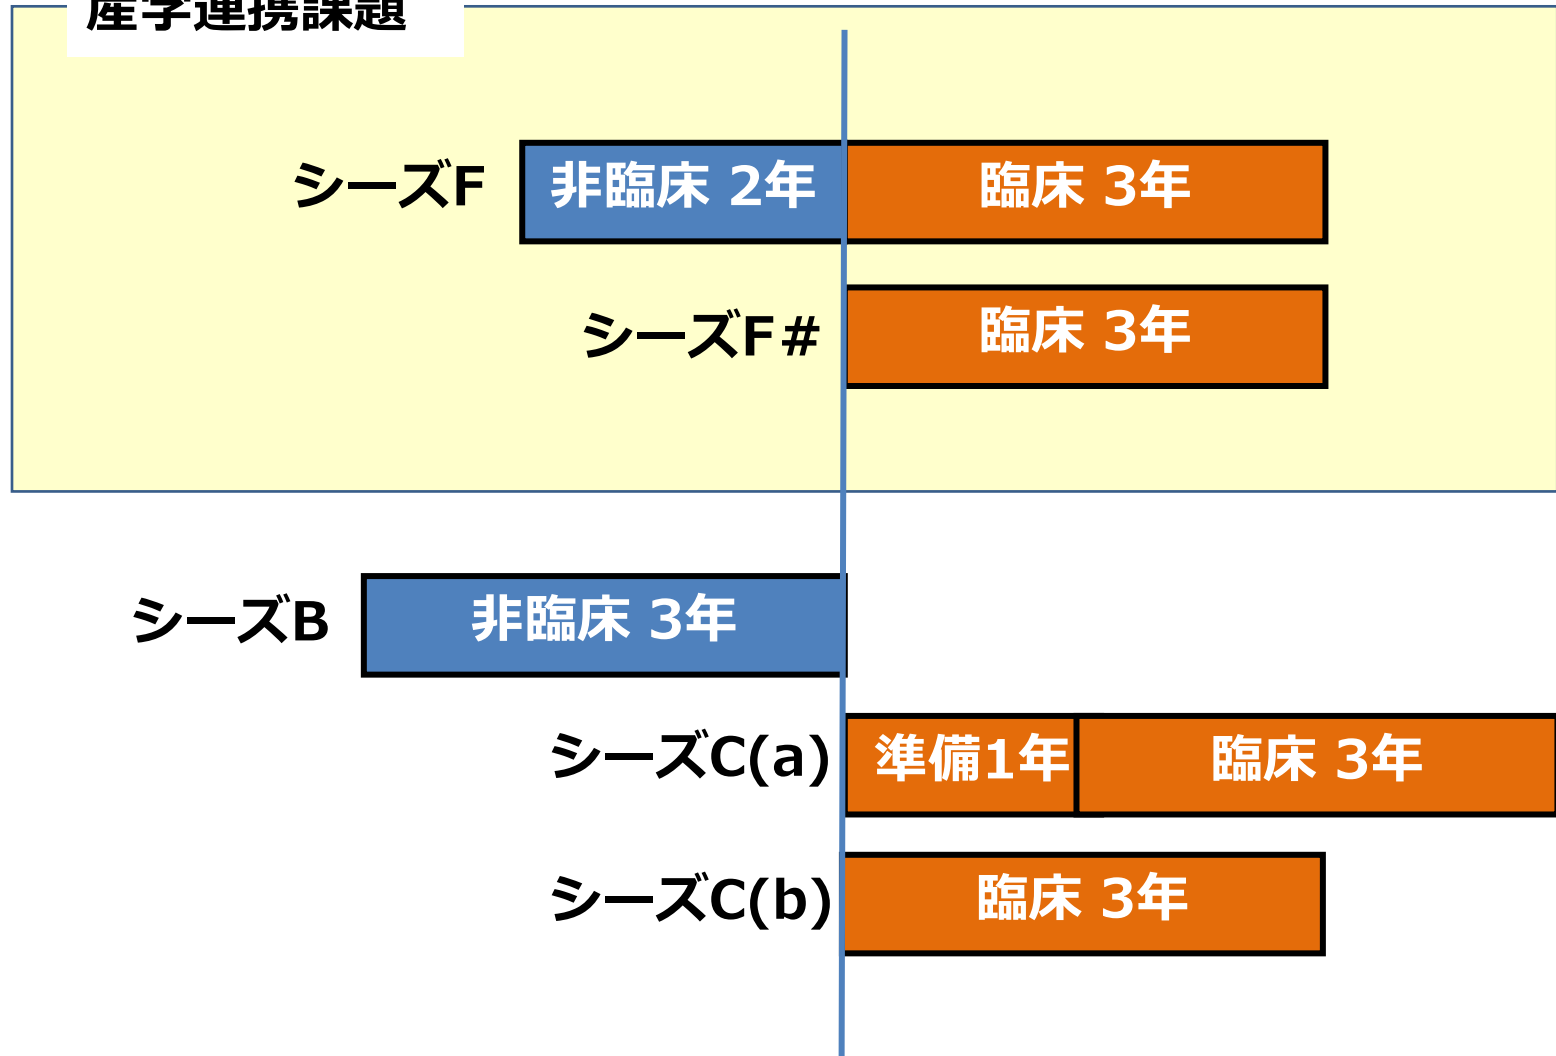 産学連携課題
シーズF
非臨床 2年
臨床 3年
シーズF#
臨床 3年
シーズB
非臨床 3年
シーズC(a)
準備1年
臨床 3年
シーズC(b)
臨床 3年